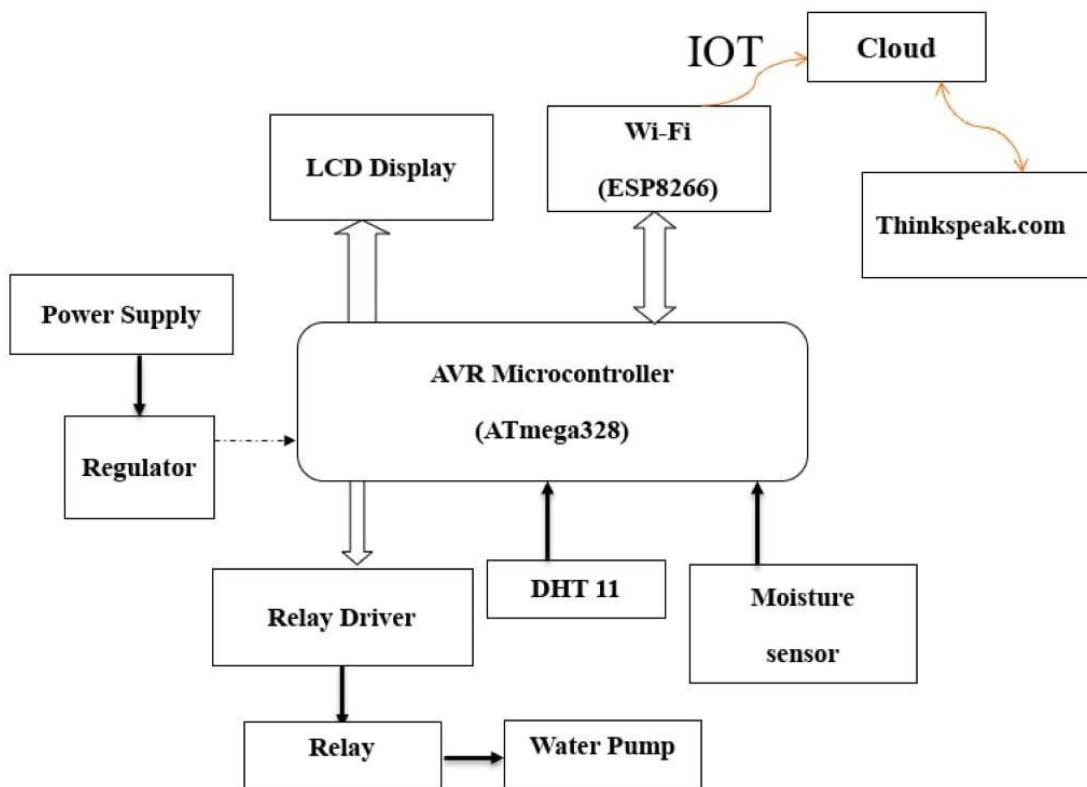 IOT
Cloud
Wi-Fi
(ESP8266)
LCD Display
Thinkspeak.com
Power Supply
AVR Microcontroller
(ATmega328)
Regulator
DHT 11
Moisture
sensor
Relay Driver
Relay
Water Pump